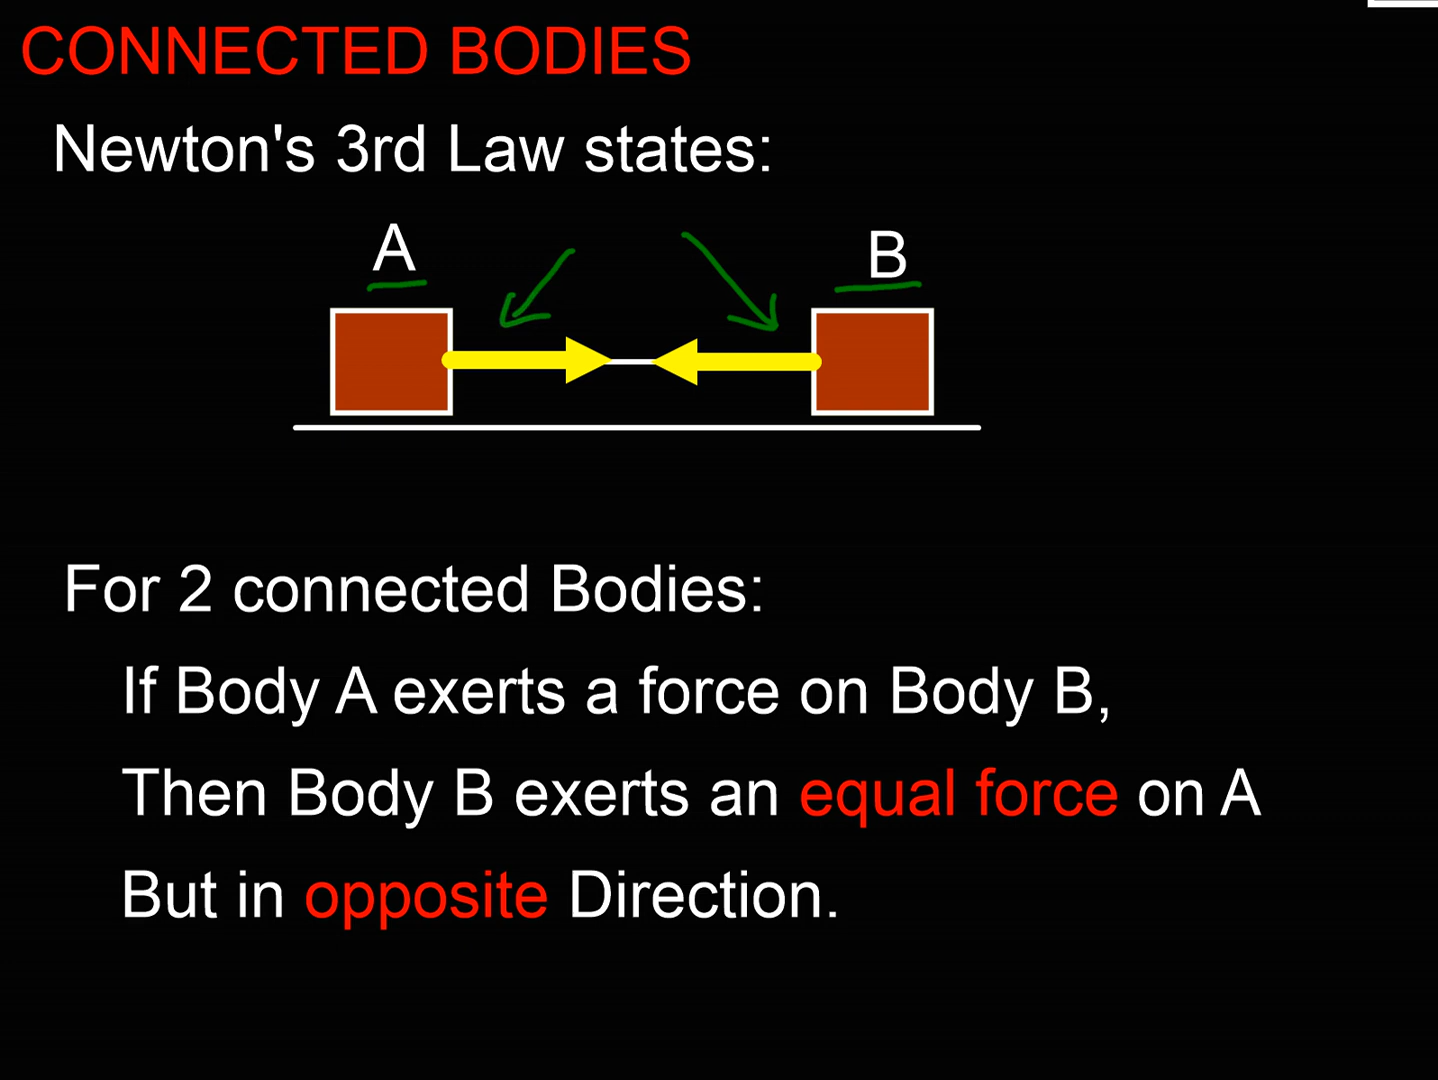 CONNECTED BODIES
Newton's 3rd Law states:
A B
For 2 connected Bodies:
If Body A exerts a force on Body B,
Then Body B exerts an equal force on A
But in opposite Direction.